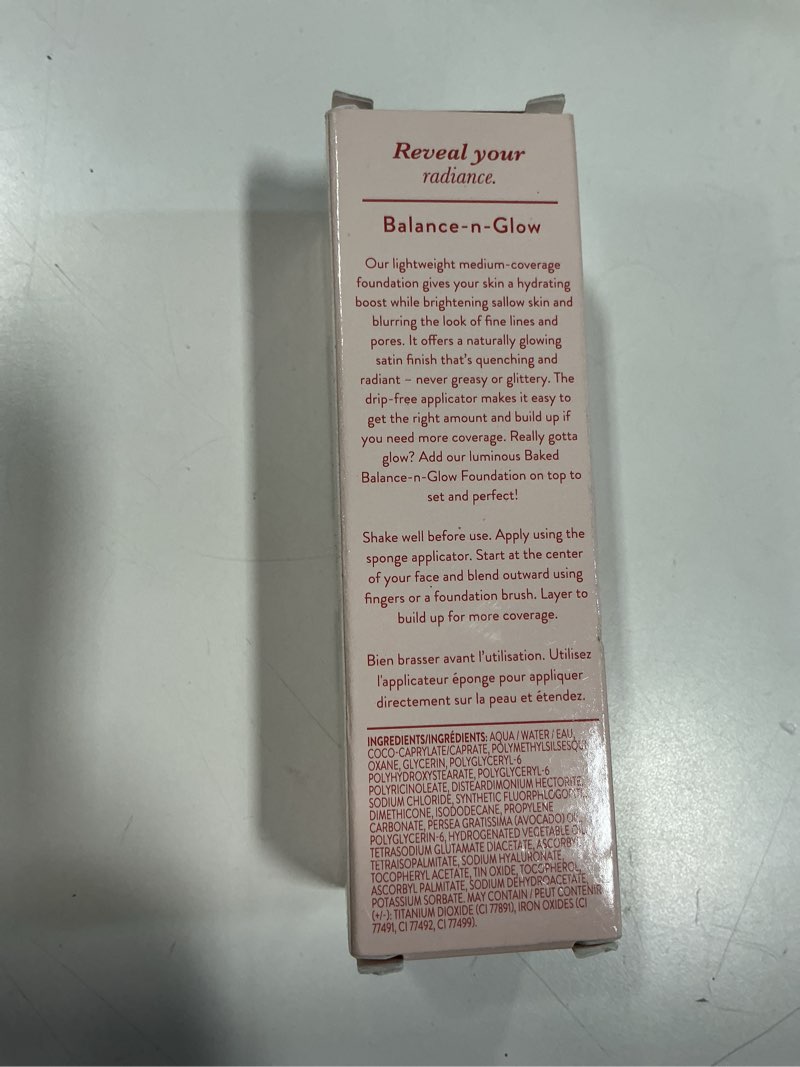 Reveal your
radiance.
Balance-n-Glow
Our lightweight medium-coverage
foundation gives your skin a hydrating
boost while brightening sallow skin and
blurring the look of fine lines and
pores. It offers a naturally glowing
satin finish that's quenching and
radiant – never greasy or glittery. The
drip-free applicator makes it easy to
get the right amount and build up if
you need more coverage. Really gotta
glow? Add our luminous Baked
Balance-n-Glow Foundation on top to
set and perfect!
Shake well before use. Apply using the
sponge applicator. Start at the center
of your face and blend outward using
fingers or a foundation brush. Layer to
build up for more coverage.
Bien brasser avant l'utilisation. Utilisez
l'applicateur éponge pour appliquer
directement sur la peau et étendez.
INGREDIENTS/INGRÉDIENTS: AQUA / WATER / EAU,
COCO-CAPRYLATE/CAPRATE, POLYMETHYLSILSESQUI
OXANE, GLYCERIN, POLYGLYCERYL-6
POLYHYDROXYSTEARATE, POLYGLYCERYL-6
POLYRICINOLEATE, DISTEARDIMONIUM HECTORITE,
SODIUM CHLORIDE, SYNTHETIC FLUORPHLOGOPITE,
DIMETHICONE, ISODODECANE, PROPYLENE
CARBONATE, PERSEA GRATISSIMA (AVOCADO) OIL,
POLYGLYCERIN-6, HYDROGENATED VEGETABLE OIL,
TETRASODIUM GLUTAMATE DIACETATE, ASCORBYL
TETRAISOPALMITATE, SODIUM HYALURONATE,
TOCOPHERYL ACETATE, TIN OXIDE, TOCOPHEROL,
ASCORBYL PALMITATE, SODIUM DEHYDROACETATE,
POTASSIUM SORBATE. MAY CONTAIN / PEUT CONTENIR
(+/-): TITANIUM DIOXIDE (CI 77891), IRON OXIDES (CI
77491, CI 77492, CI 77499).